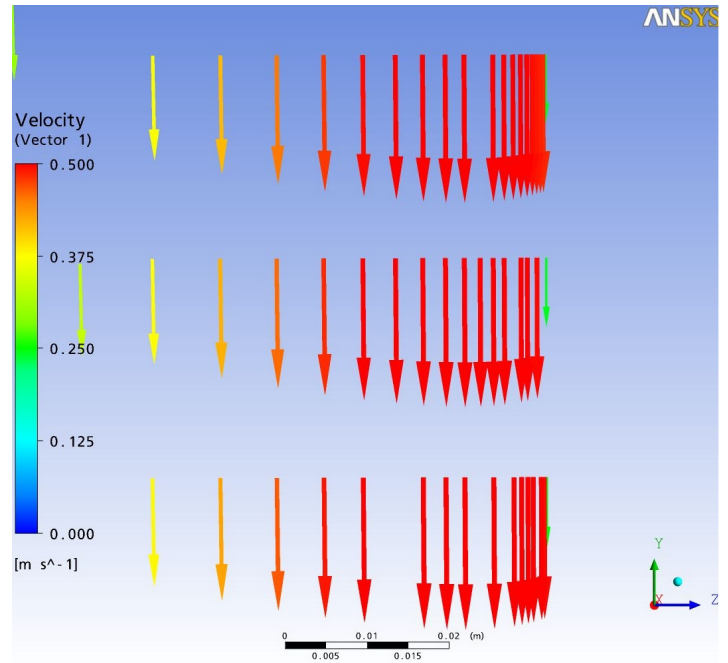 ANSYS
Velocity
(Vector 1)
0.500
0.375
0.250
0.125
0.000
[m s^-1]
Y
X
Z
0 0.01 0.02 (m)
0.005 0.015